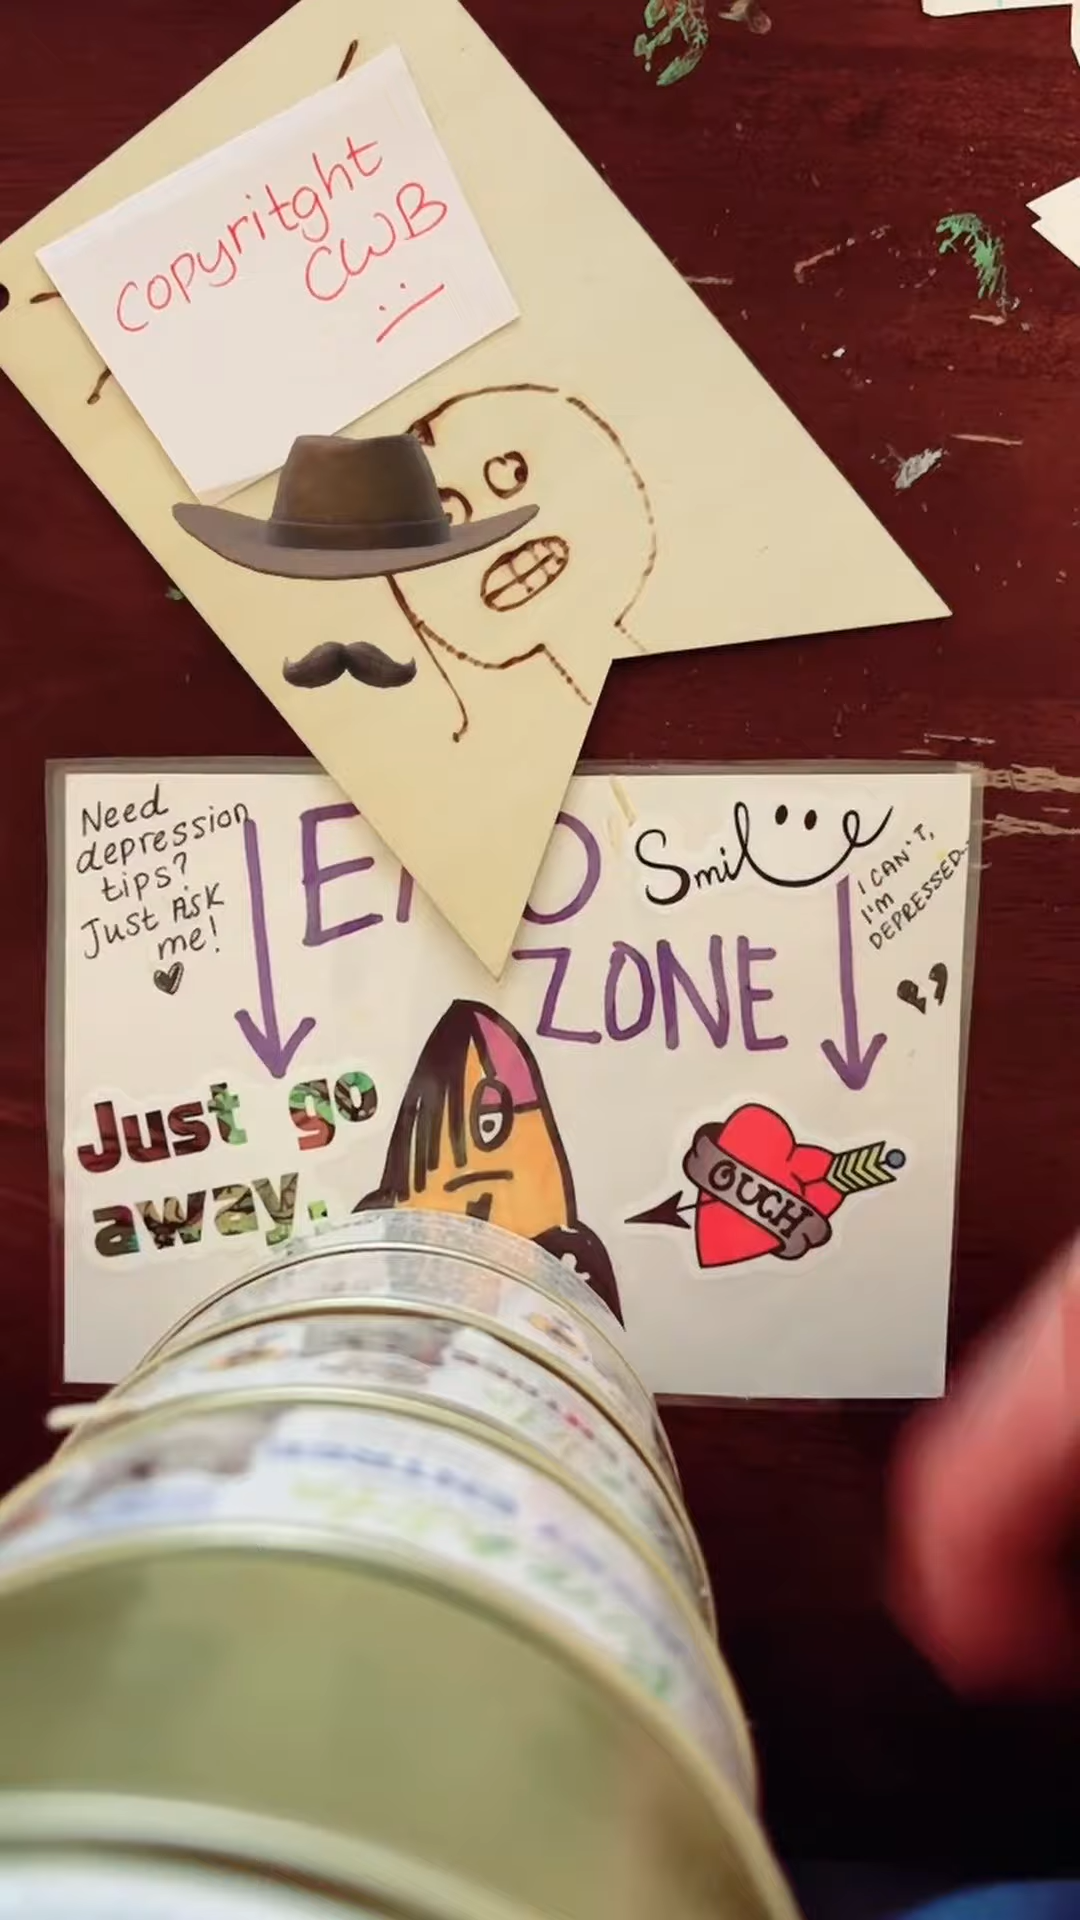 copyritght
CWB
Need
depression
tips?
Just ASK
me!
ZONE
Smile
I CAN'T,
I'M
DEPRESSED...
Just go
away.
OUCH